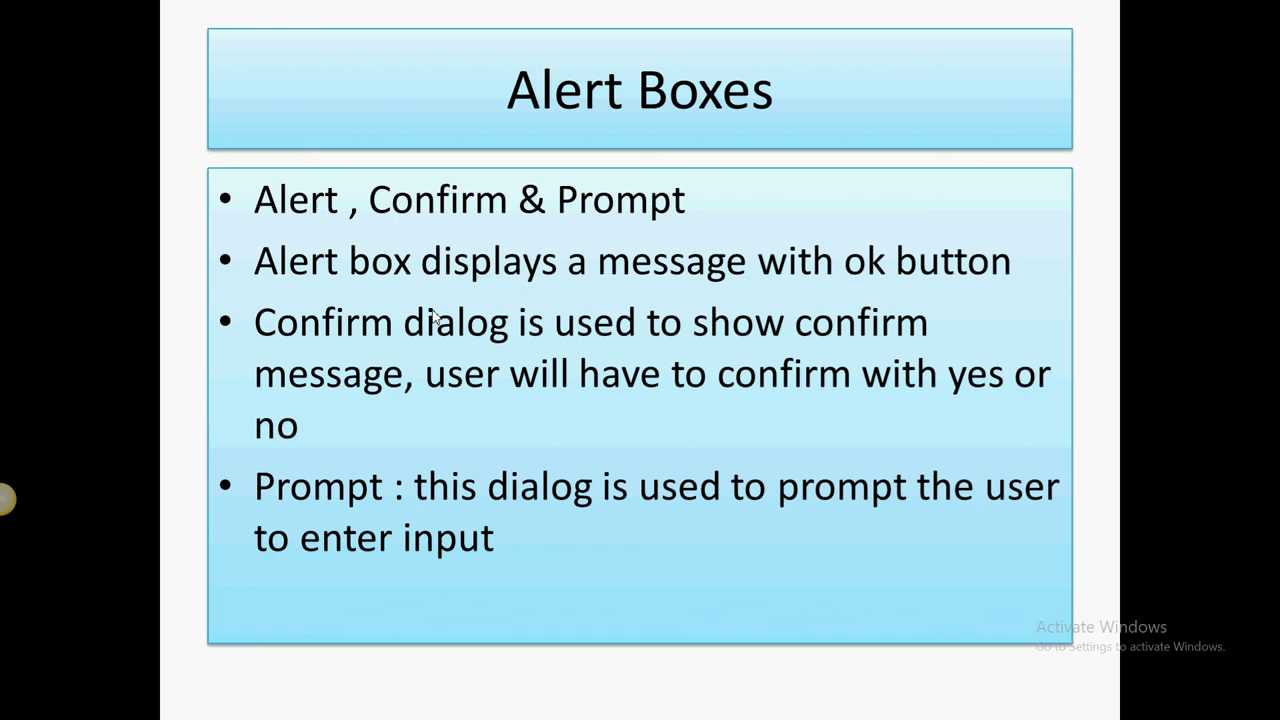 Alert Boxes
• Alert , Confirm & Prompt
• Alert box displays a message with ok button
• Confirm dialog is used to show confirm
message, user will have to confirm with yes or
no
• Prompt : this dialog is used to prompt the user
to enter input
Activate Windows
Go to Settings to activate Windows.